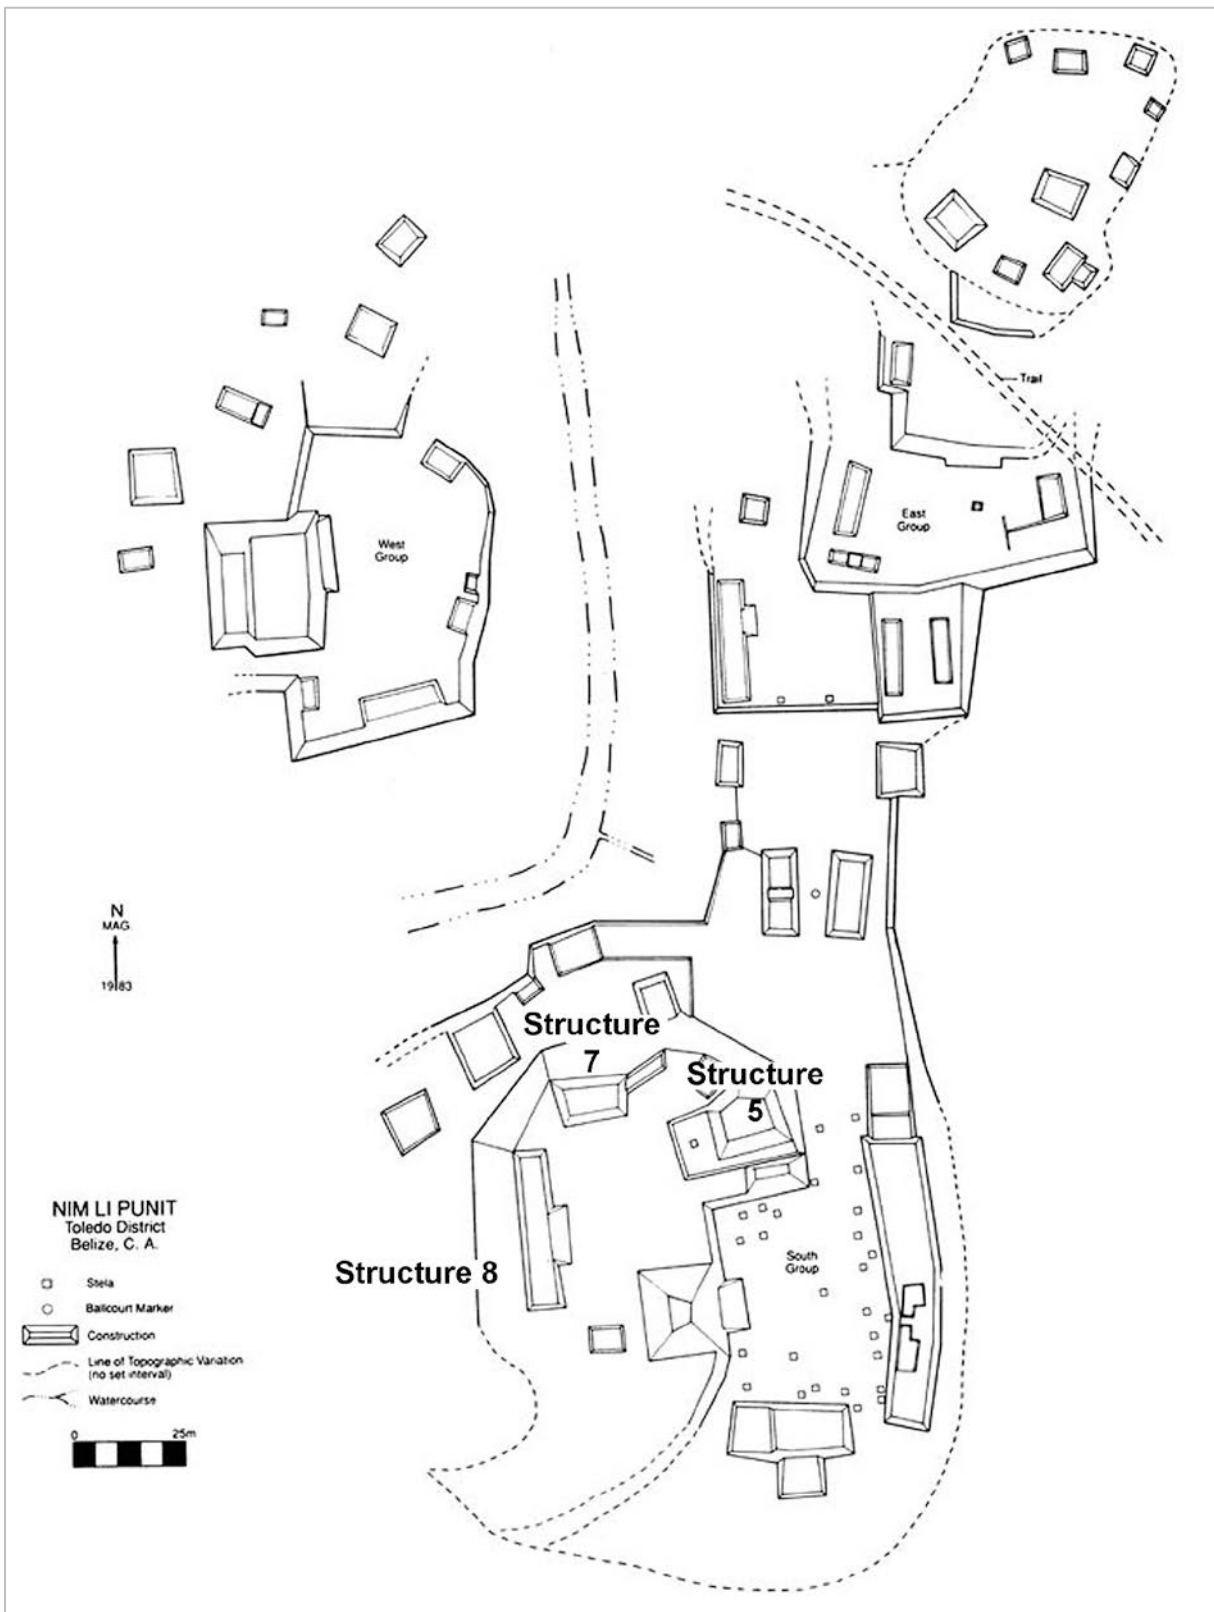 Trail
East
Group
West
Group
N
MAG.
1983
Structure
7
Structure
5
NIM LI PUNIT
Toledo District
Belize, C. A.
Structure 8
South
Group
Stela
Ballcourt Marker
Construction
Line of Topographic Variation
(no set interval)
Watercourse
0
25m